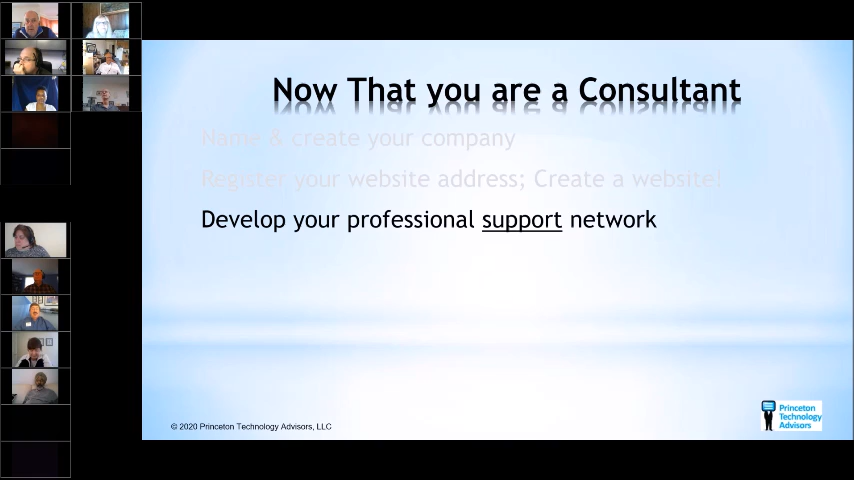 Now That you are a Consultant
Name & create your company
Register your website address; Create a website!
Develop your professional support network
© 2020 Princeton Technology Advisors, LLC
Princeton
Technology
Advisors